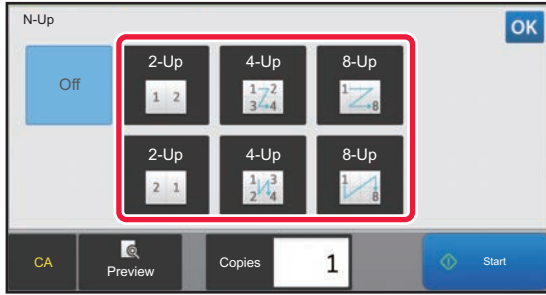 N-Up
OK
Off
2-Up
4-Up
8-Up
1 2
1 2
3 4
1
8
2-Up
4-Up
8-Up
2 1
1 3
2 4
1
8
CA
Preview
Copies
1
Start